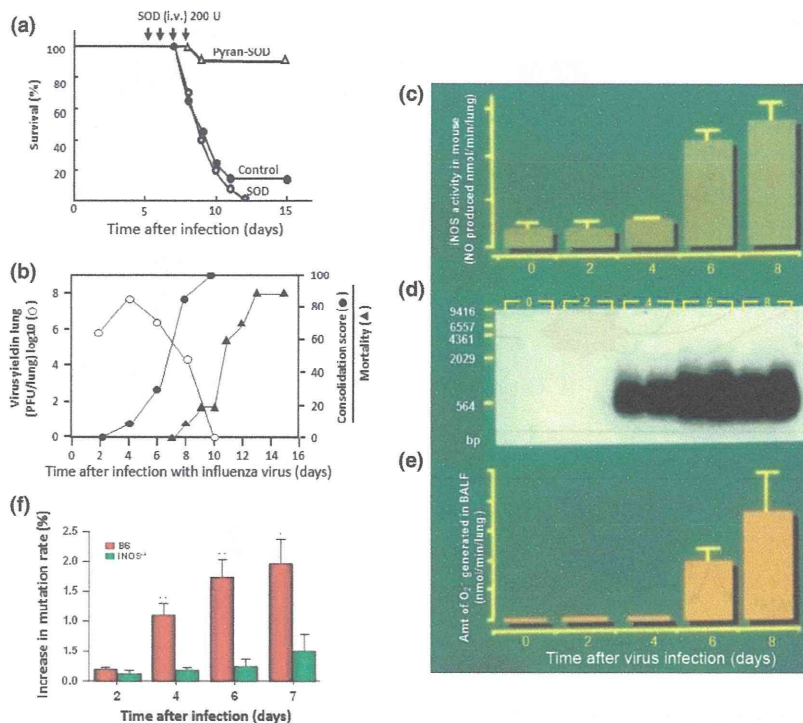 (a)
SOD (i.v.) 200 U
Survival (%)
100
80
60
40
20
Pyran-SOD
Control
SOD
0
5
10
15
Time after infection (days)
(b)
Virusyieldin lung
(PFU/lung) log10 (○)
8
6
4
2
0
100
80
60
40
20
0
Consolidation score (●)
Mortality (▲)
0 2 4 6 8 10 12 14 16
Time after infection with influenza virus (days)
(f)
Increase in mutation rate (%)
2.5
2.0
1.5
1.0
1.5
0.0
B6
iNOS-/-
2 4 6 7
Time after infection (days)
(c)
iNOS activity in mouse
(NO produced nmol/min/lung)
0 2 4 6 8
(d)
0 2 4 6 8
9416
6557
4361
2029
564
bp
(e)
Amt of O2- generated in BALF
(nmol/min/lung)
0 2 4 6 8
Time after virus infection (days)